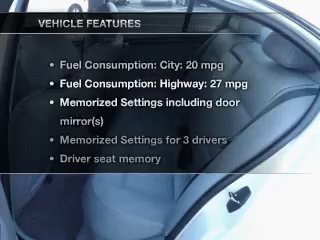 VEHICLE FEATURES
• Fuel Consumption: City: 20 mpg
• Fuel Consumption: Highway: 27 mpg
• Memorized Settings including door
mirror(s)
• Memorized Settings for 3 drivers
• Driver seat memory